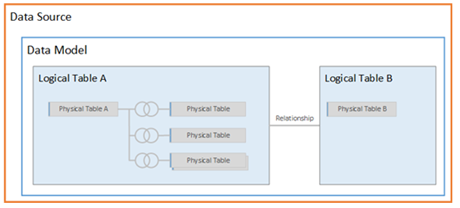 Data Source
Data Model
Logical Table A
Physical Table A
Physical Table
Physical Table
Physical Table
Relationship
Logical Table B
Physical Table B